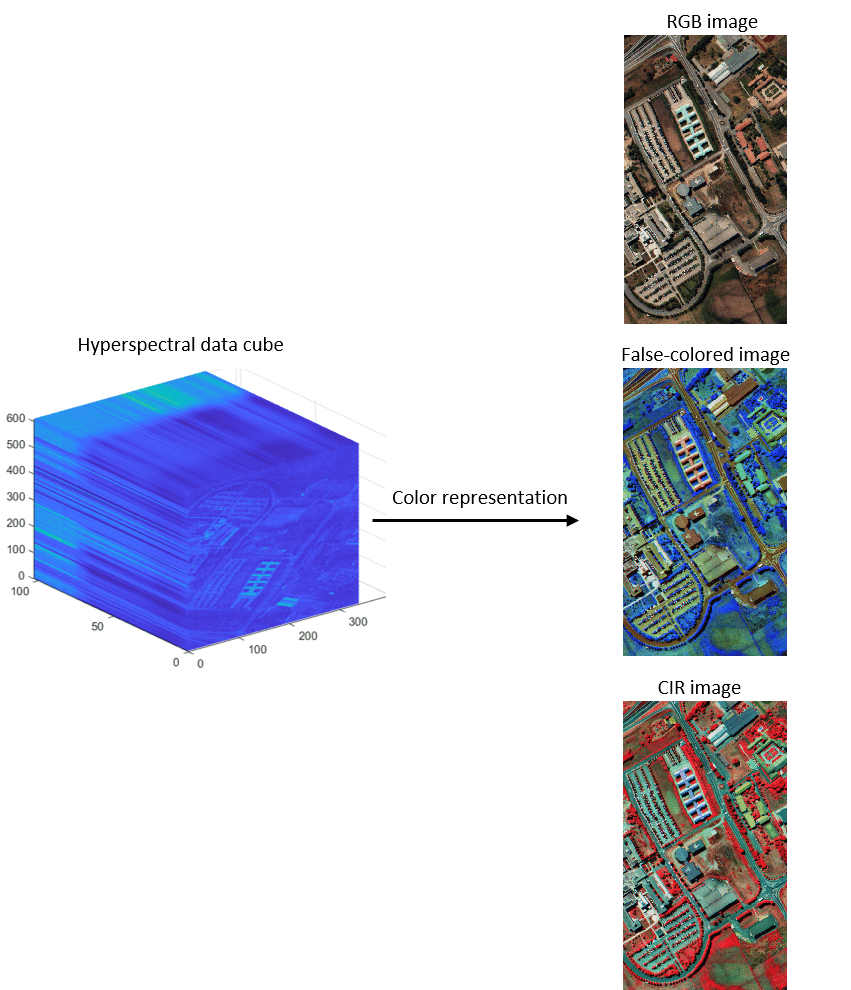 RGB image
Hyperspectral data cube
600
500
400
300
200
100
0
100
50
0
0
100
200
300
Color representation
False-colored image
CIR image